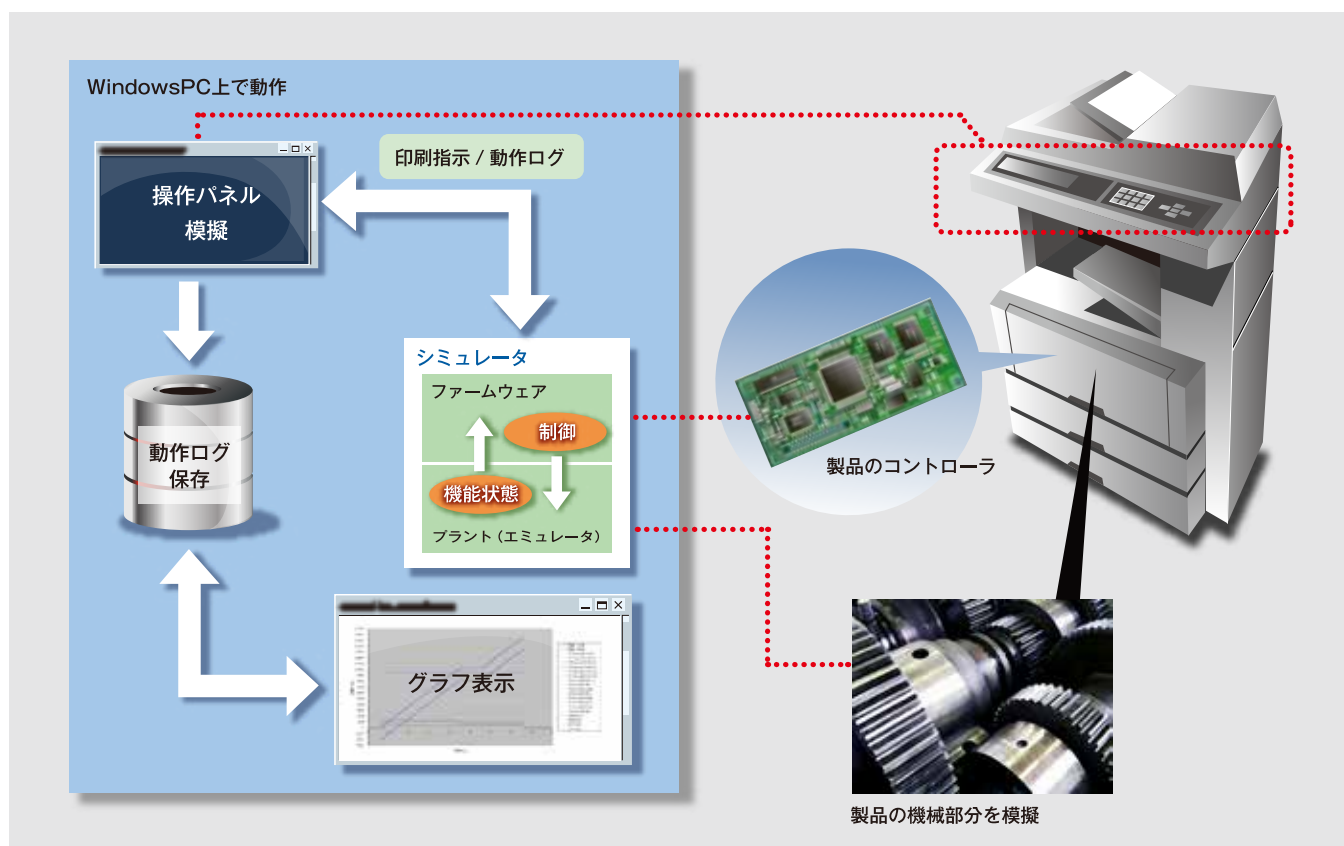 WindowsPC上で動作
印刷指示 / 動作ログ
操作パネル
模擬
シミュレータ
ファームウェア
制御
機能状態
プラント(エミュレータ)
動作ログ
保存
グラフ表示
製品のコントローラ
製品の機械部分を模擬